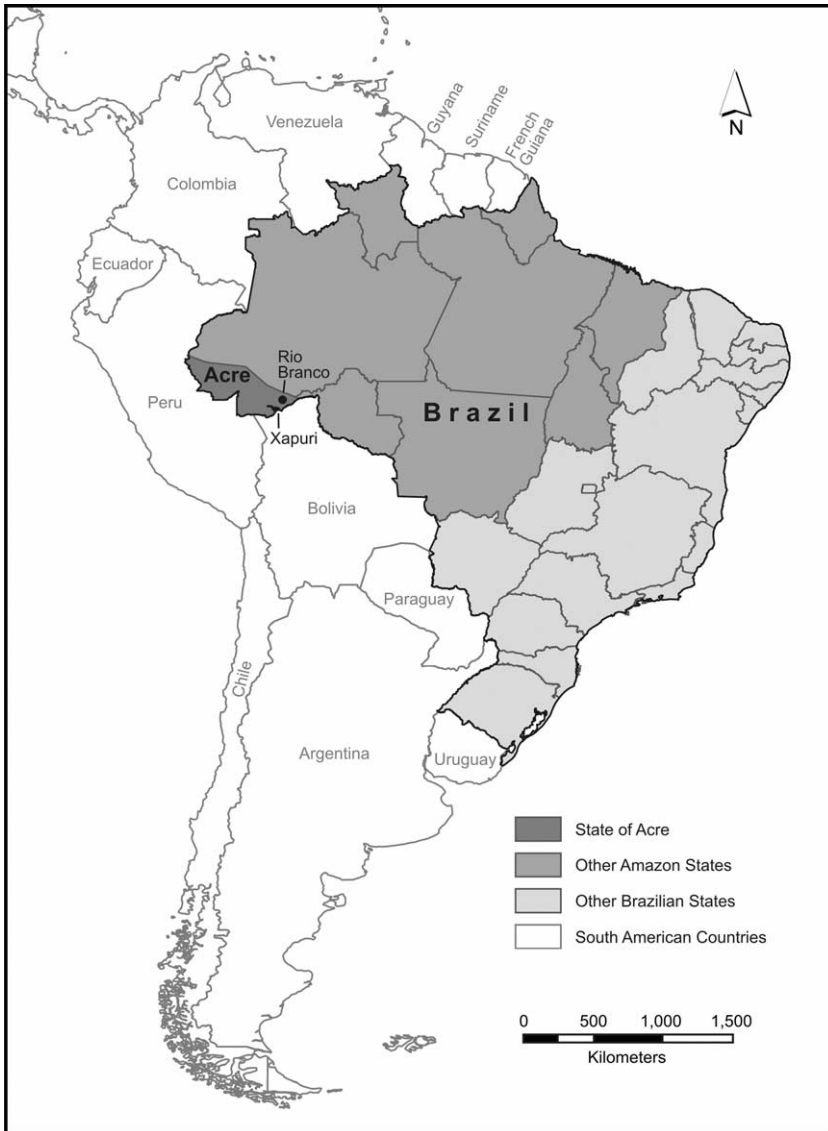 N
Venezuela
Guyana
Suriname
French
Guiana
Colombia
Ecuador
Rio
Branco
Acre
Peru
Brazil
Xapuri
Bolivia
Paraguay
Chile
Argentina
Uruguay
State of Acre
Other Amazon States
Other Brazilian States
South American Countries
0 500 1,000 1,500
Kilometers